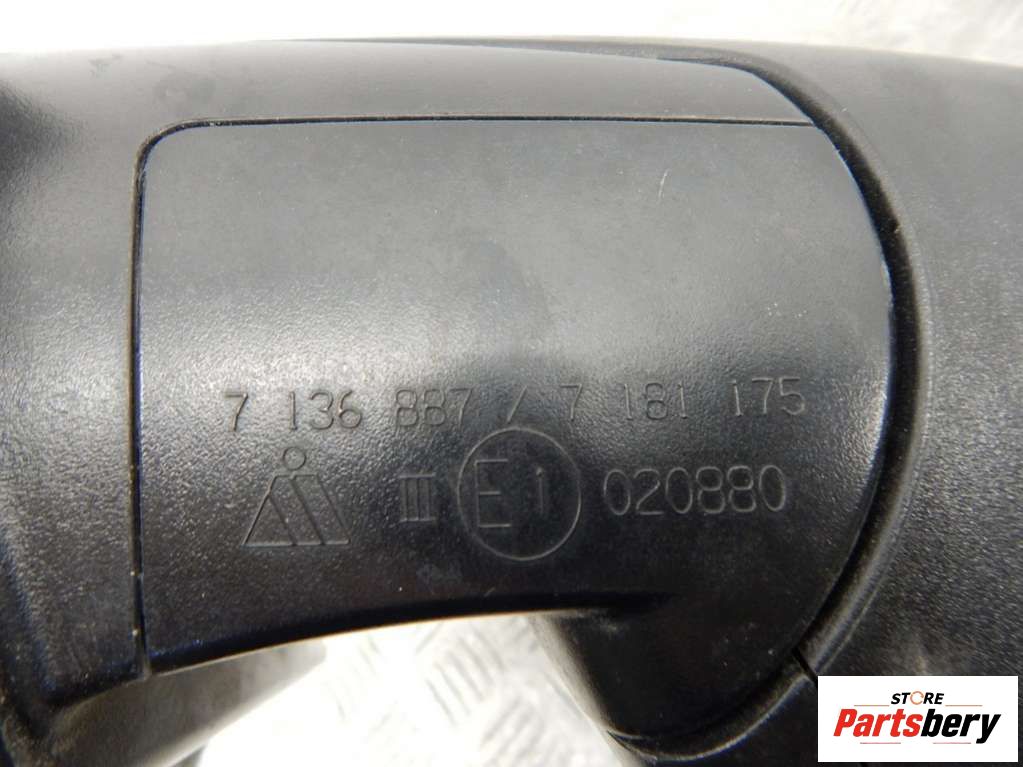 7 136 887 / 7 181 175
III E1 020880
STORE
Partsbery